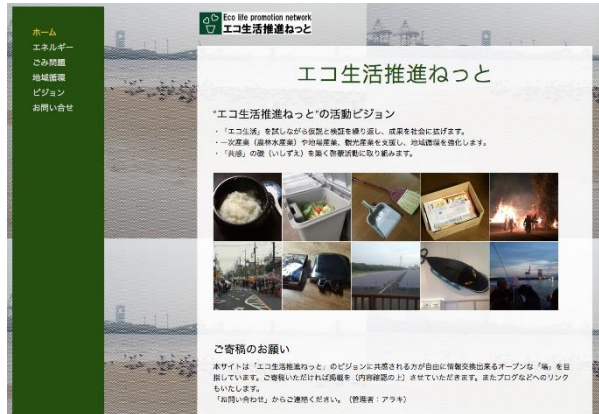 ホーム
エネルギー
ごみ問題
地域循環
ビジョン
お問い合せ
Eco life promotion network
エコ生活推進ねっと
エコ生活推進ねっと
"エコ生活推進ねっと"の活動ビジョン
・「エコ生活」を試しながら仮説と検証を繰り返し、成果を社会に拡げます。
・一次産業（農林水産業）や地場産業、観光産業を支援し、地域循環を強化します。
・「共感」の礎（いしずえ）を築く啓蒙活動に取り組みます。
ご寄稿のお願い
本サイトは「エコ生活推進ねっと」のビジョンに共感される方が自由に情報交換出来るオープンな「場」を目
指しています。ご寄稿いただければ掲載を（内容確認の上）させていただきます。またブログなどへのリンク
もいたします。
「お問い合わせ」からご連絡ください。（管理者：アラキ）